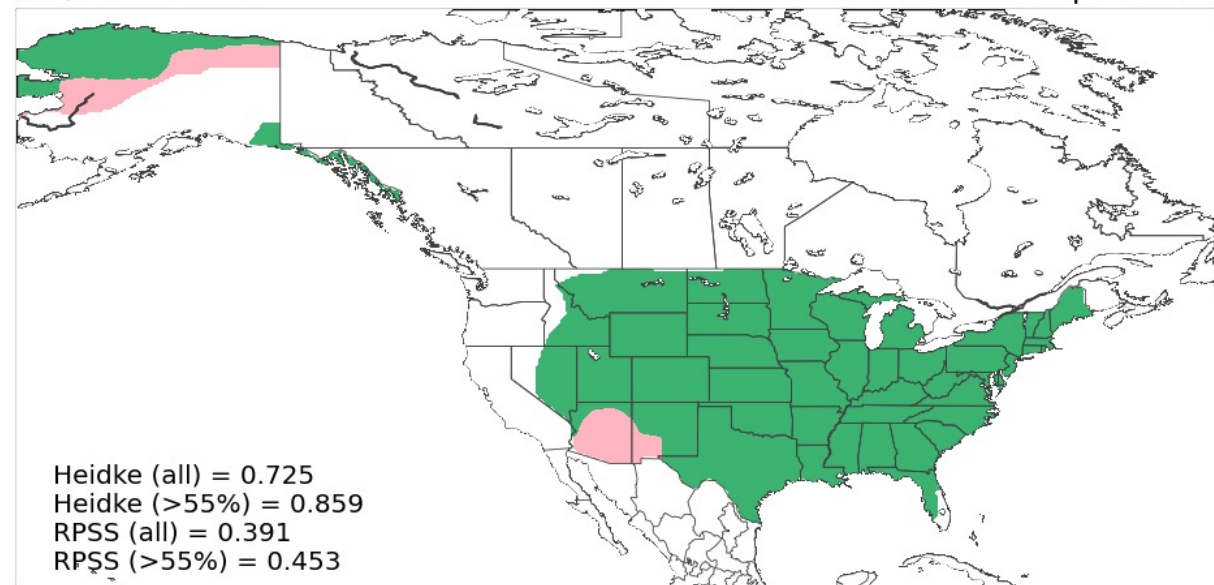 Heidke (all) = 0.725
Heidke (>55%) = 0.859
RPSS (all) = 0.391
RPSS (>55%) = 0.453